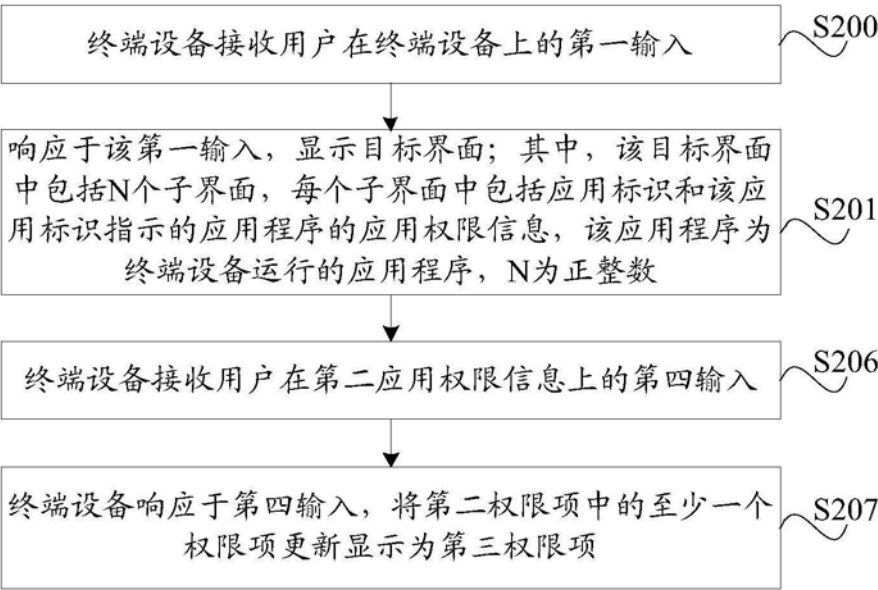 终端设备接收用户在终端设备上的第一输入
S200
响应于该第一输入，显示目标界面；其中，该目标界面
中包括N个子界面，每个子界面中包括应用标识和该应
用标识指示的应用程序的应用权限信息，该应用程序为
终端设备运行的应用程序，N为正整数
S201
终端设备接收用户在第二应用权限信息上的第四输入
S206
终端设备响应于第四输入，将第二权限项中的至少一个
权限项更新显示为第三权限项
S207